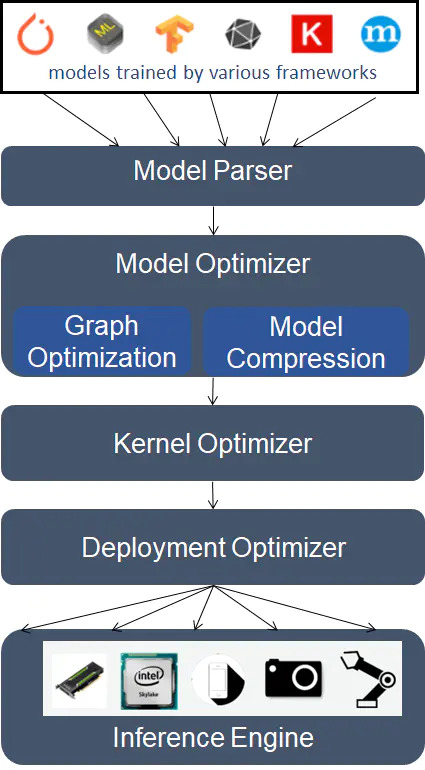 ML
K
m
models trained by various frameworks
Model Parser
Model Optimizer
Graph
Optimization
Model
Compression
Kernel Optimizer
Deployment Optimizer
intel
Skylake
Inference Engine